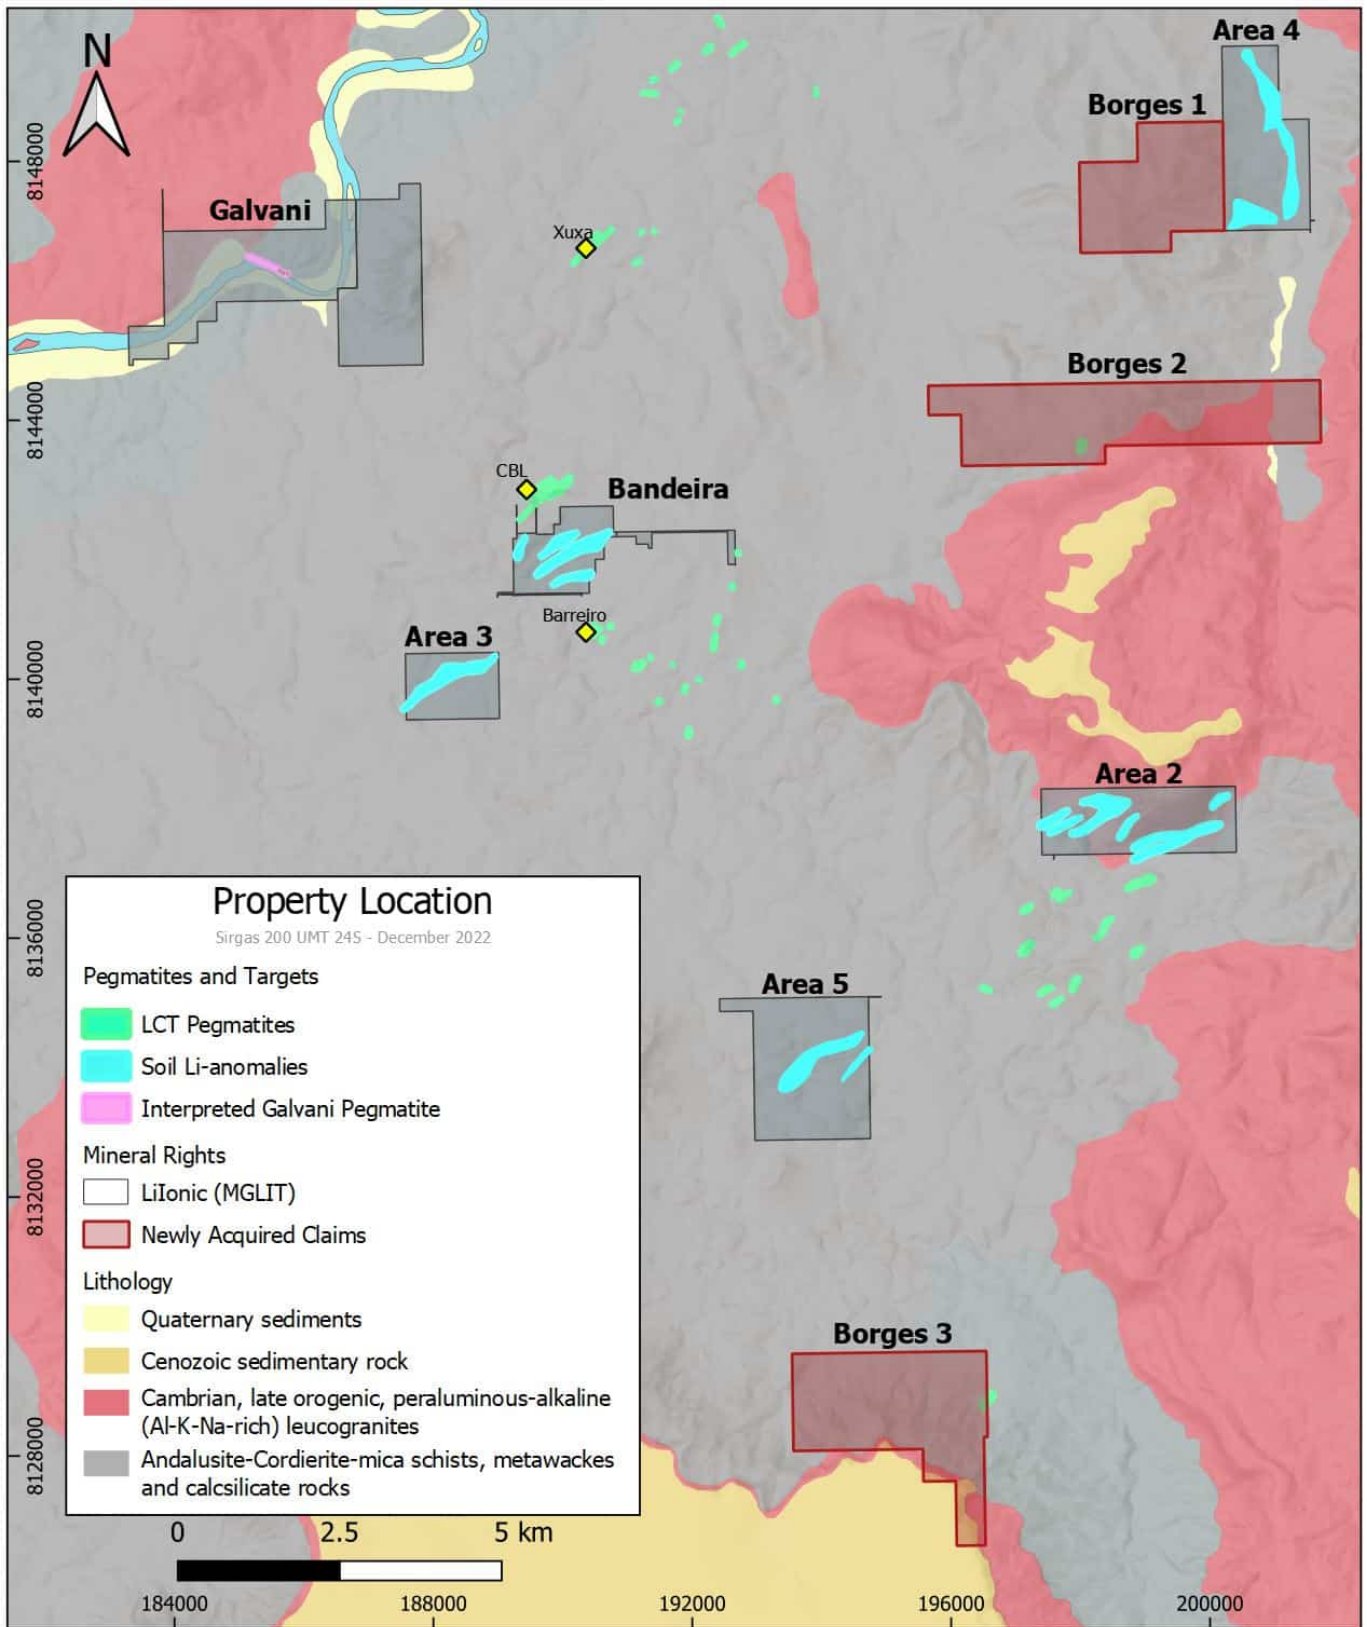 N
Area 4
Borges 1
8148000
Galvani
Xuxa
Borges 2
8144000
CBL
Bandeira
Barreiro
Area 3
8140000
Area 2
Property Location
Sirgas 200 UMT 24S - December 2022
8136000
Pegmatites and Targets
Area 5
LCT Pegmatites
Soil Li-anomalies
Interpreted Galvani Pegmatite
Mineral Rights
LiIonic (MGLIT)
8132000
Newly Acquired Claims
Lithology
Quaternary sediments
Borges 3
Cenozoic sedimentary rock
Cambrian, late orogenic, peraluminous-alkaline
(Al-K-Na-rich) leucogranites
Andalusite-Cordierite-mica schists, metawackes
and calcsilicate rocks
8128000
0 2.5 5 km
184000 188000 192000 196000 200000